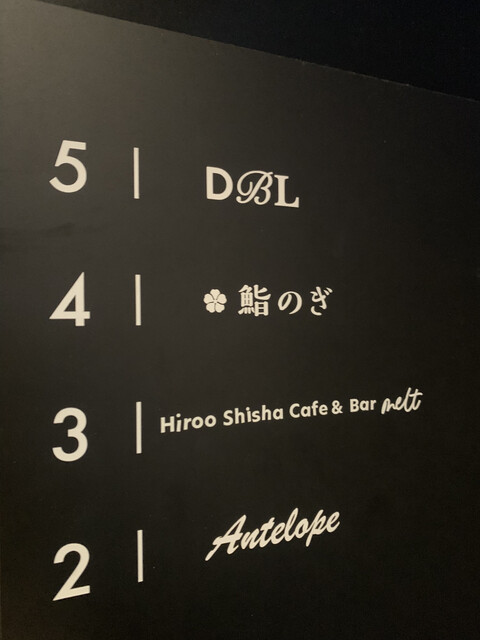 5 | DBL
4 | 鮨のぎ
3 | Hiroo Shisha Cafe & Bar melt
2 | Antelope